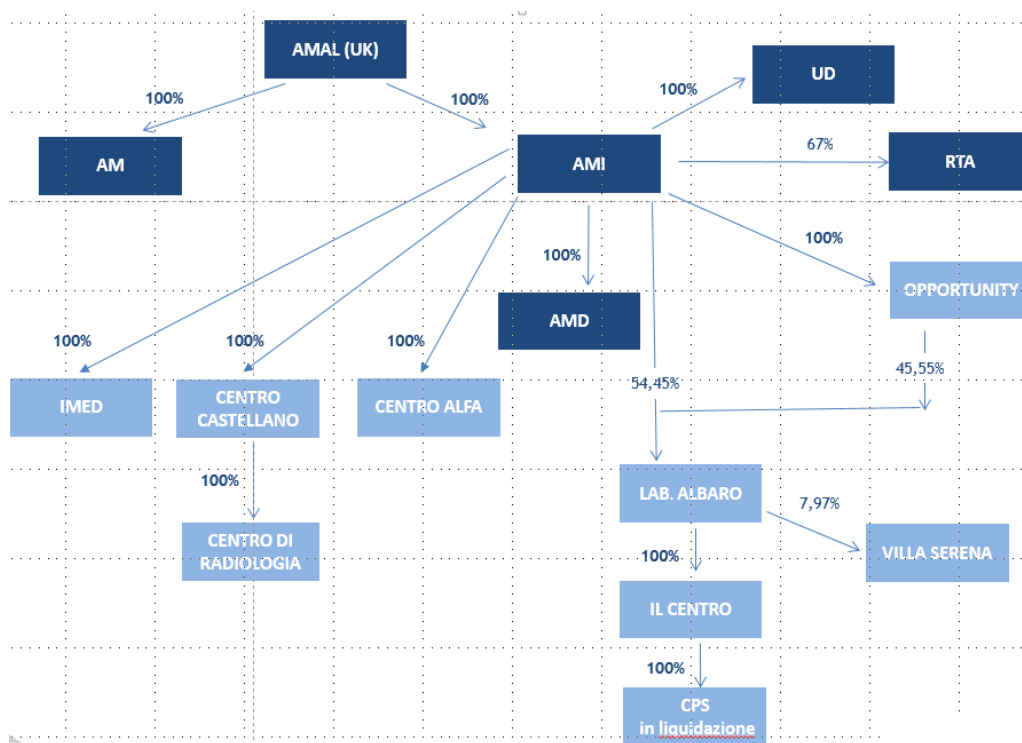 AMAL (UK)
UD
100%
100%
100%
AM
AMI
67%
RTA
100%
100%
OPPORTUNITY
AMD
100%
100%
100%
45,55%
54,45%
IMED
CENTRO
CASTELLANO
CENTRO ALFA
100%
LAB. ALBARO
7,97%
CENTRO DI
RADIOLOGIA
VILLA SERENA
100%
IL CENTRO
100%
CPS
in liquidazione